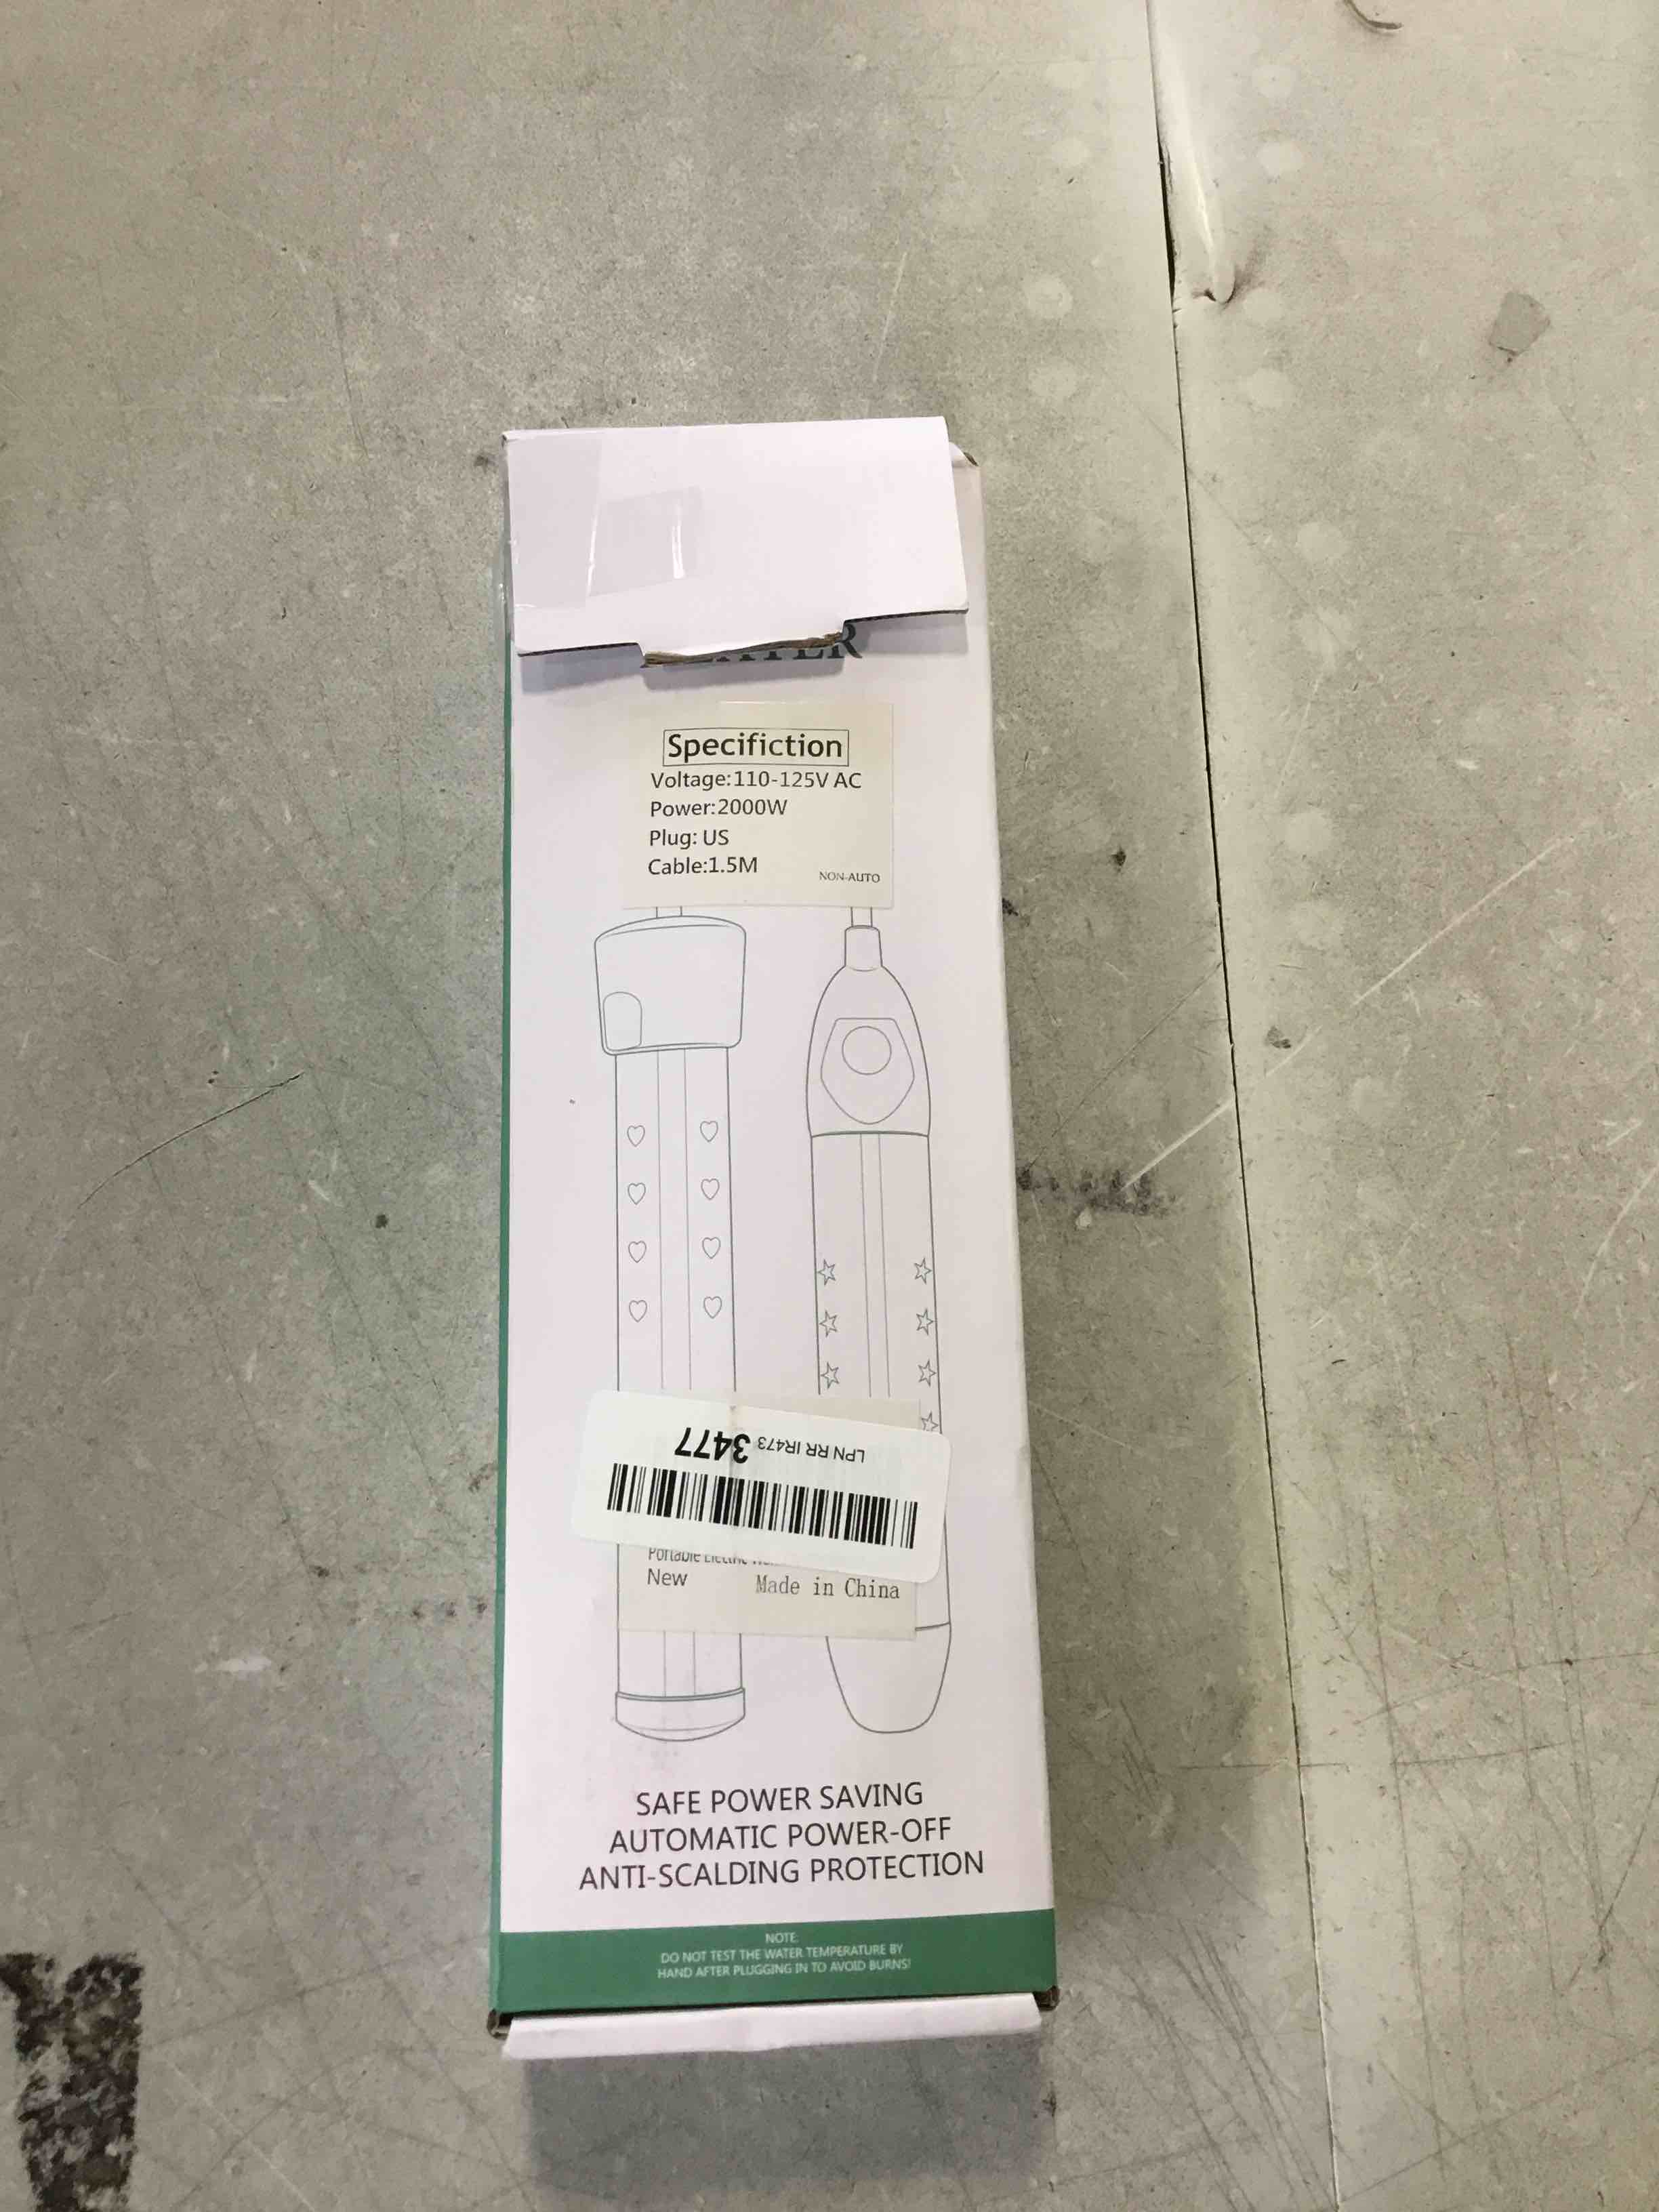 Specifiction
Voltage:110-125V AC
Power:2000W
Plug: US
Cable:1.5M
NON-AUTO
LPN RR IR473 3477
Portable Electric
New
Made in China
SAFE POWER SAVING
AUTOMATIC POWER-OFF
ANTI-SCALDING PROTECTION
NOTE
DO NOT TEST THE WATER TEMPERATURE BY
HAND AFTER PLUGGING IN TO AVOID BURNS!